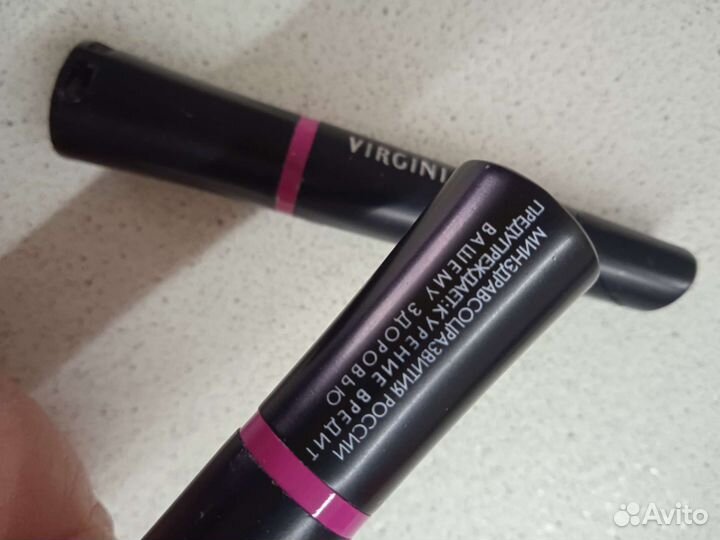 VIRGINI
МИНЗДРАВСОЦРАЗВИТИЯ РОССИИ
ПРЕДУПРЕЖДАЕТ: КУРЕНИЕ ВРЕДИТ
ВАШЕМУ ЗДОРОВЬЮ
Avito